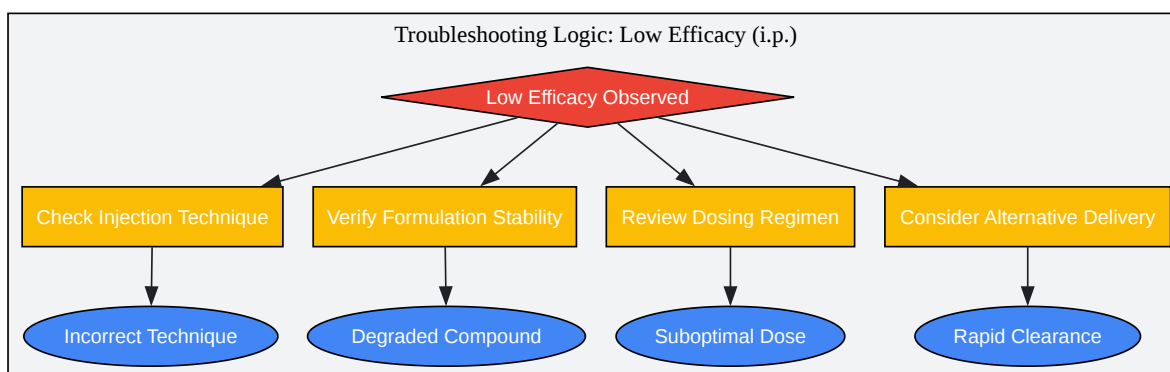 Troubleshooting Logic: Low Efficacy (i.p.)
Low Efficacy Observed
Check Injection Technique
Verify Formulation Stability
Review Dosing Regimen
Consider Alternative Delivery
Incorrect Technique
Degraded Compound
Suboptimal Dose
Rapid Clearance